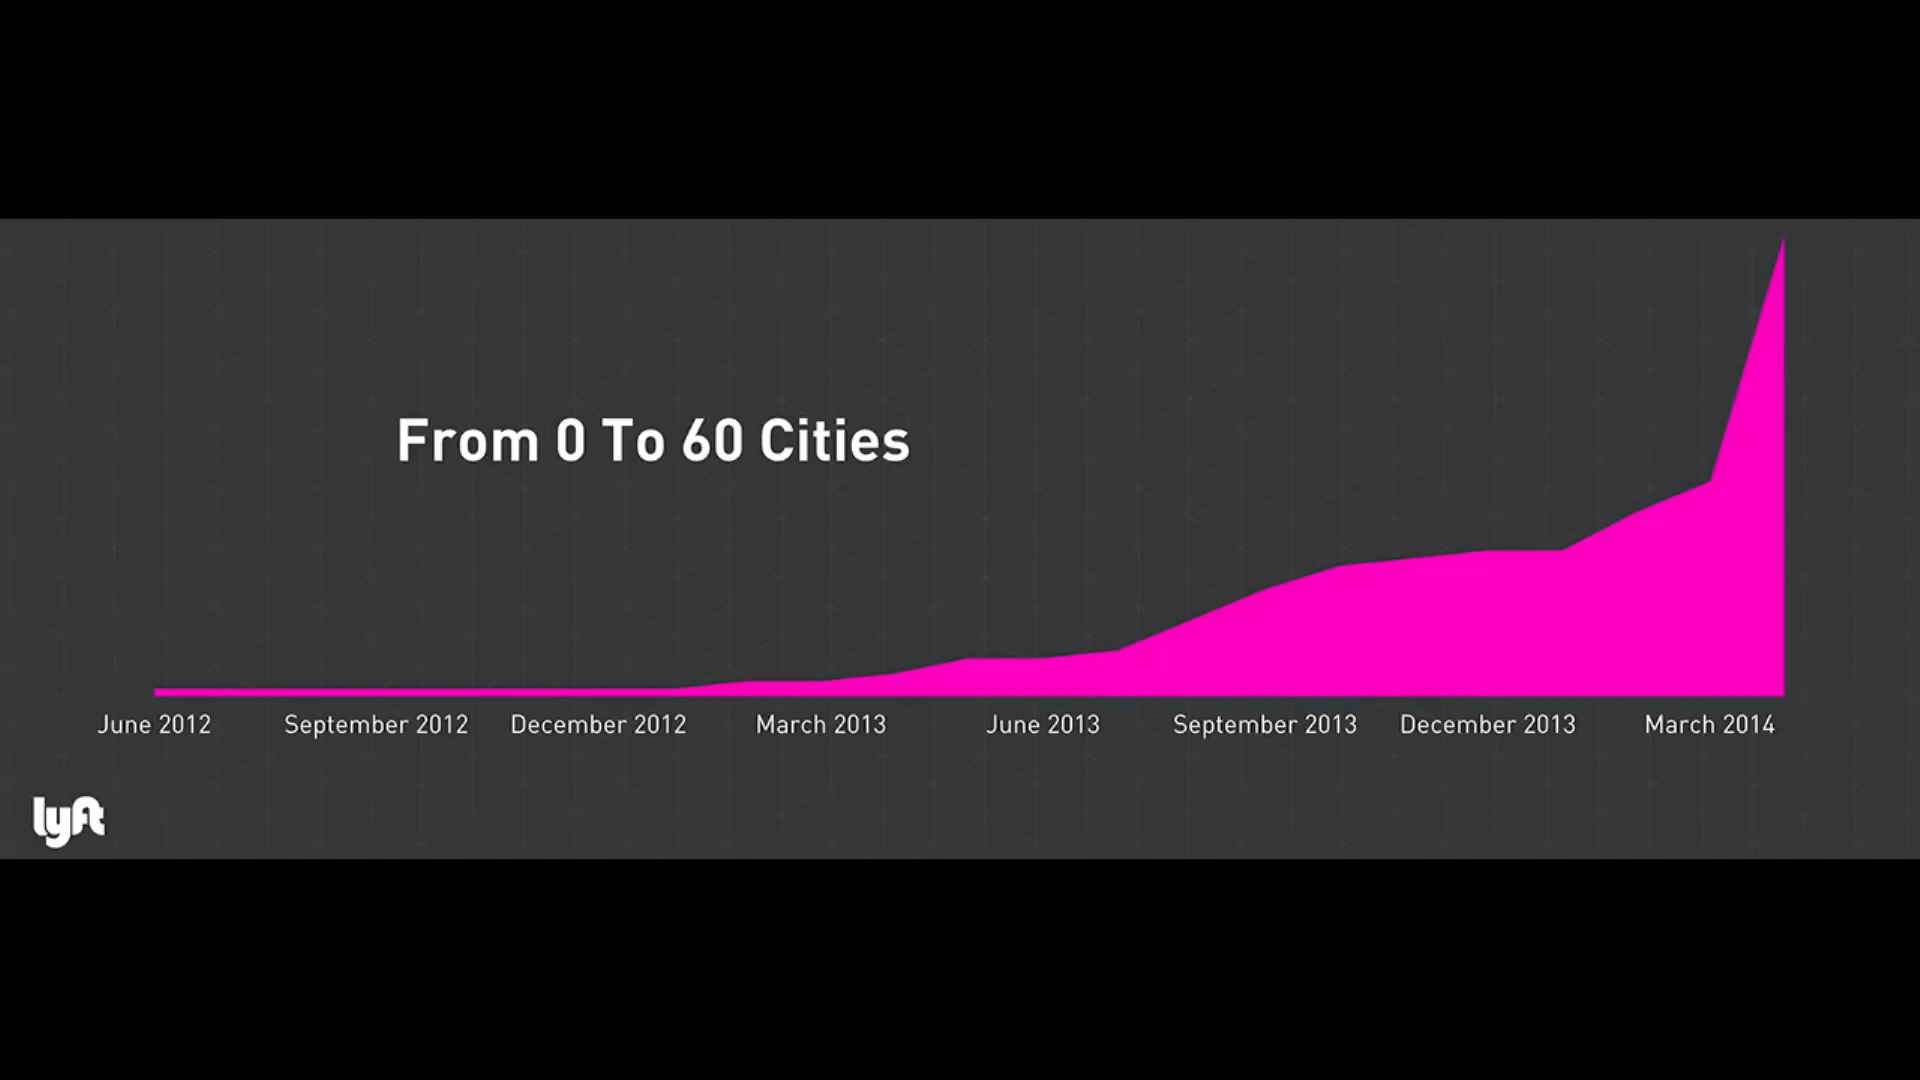 From 0 To 60 Cities
June 2012 September 2012 December 2012 March 2013 June 2013 September 2013 December 2013 March 2014
lyft